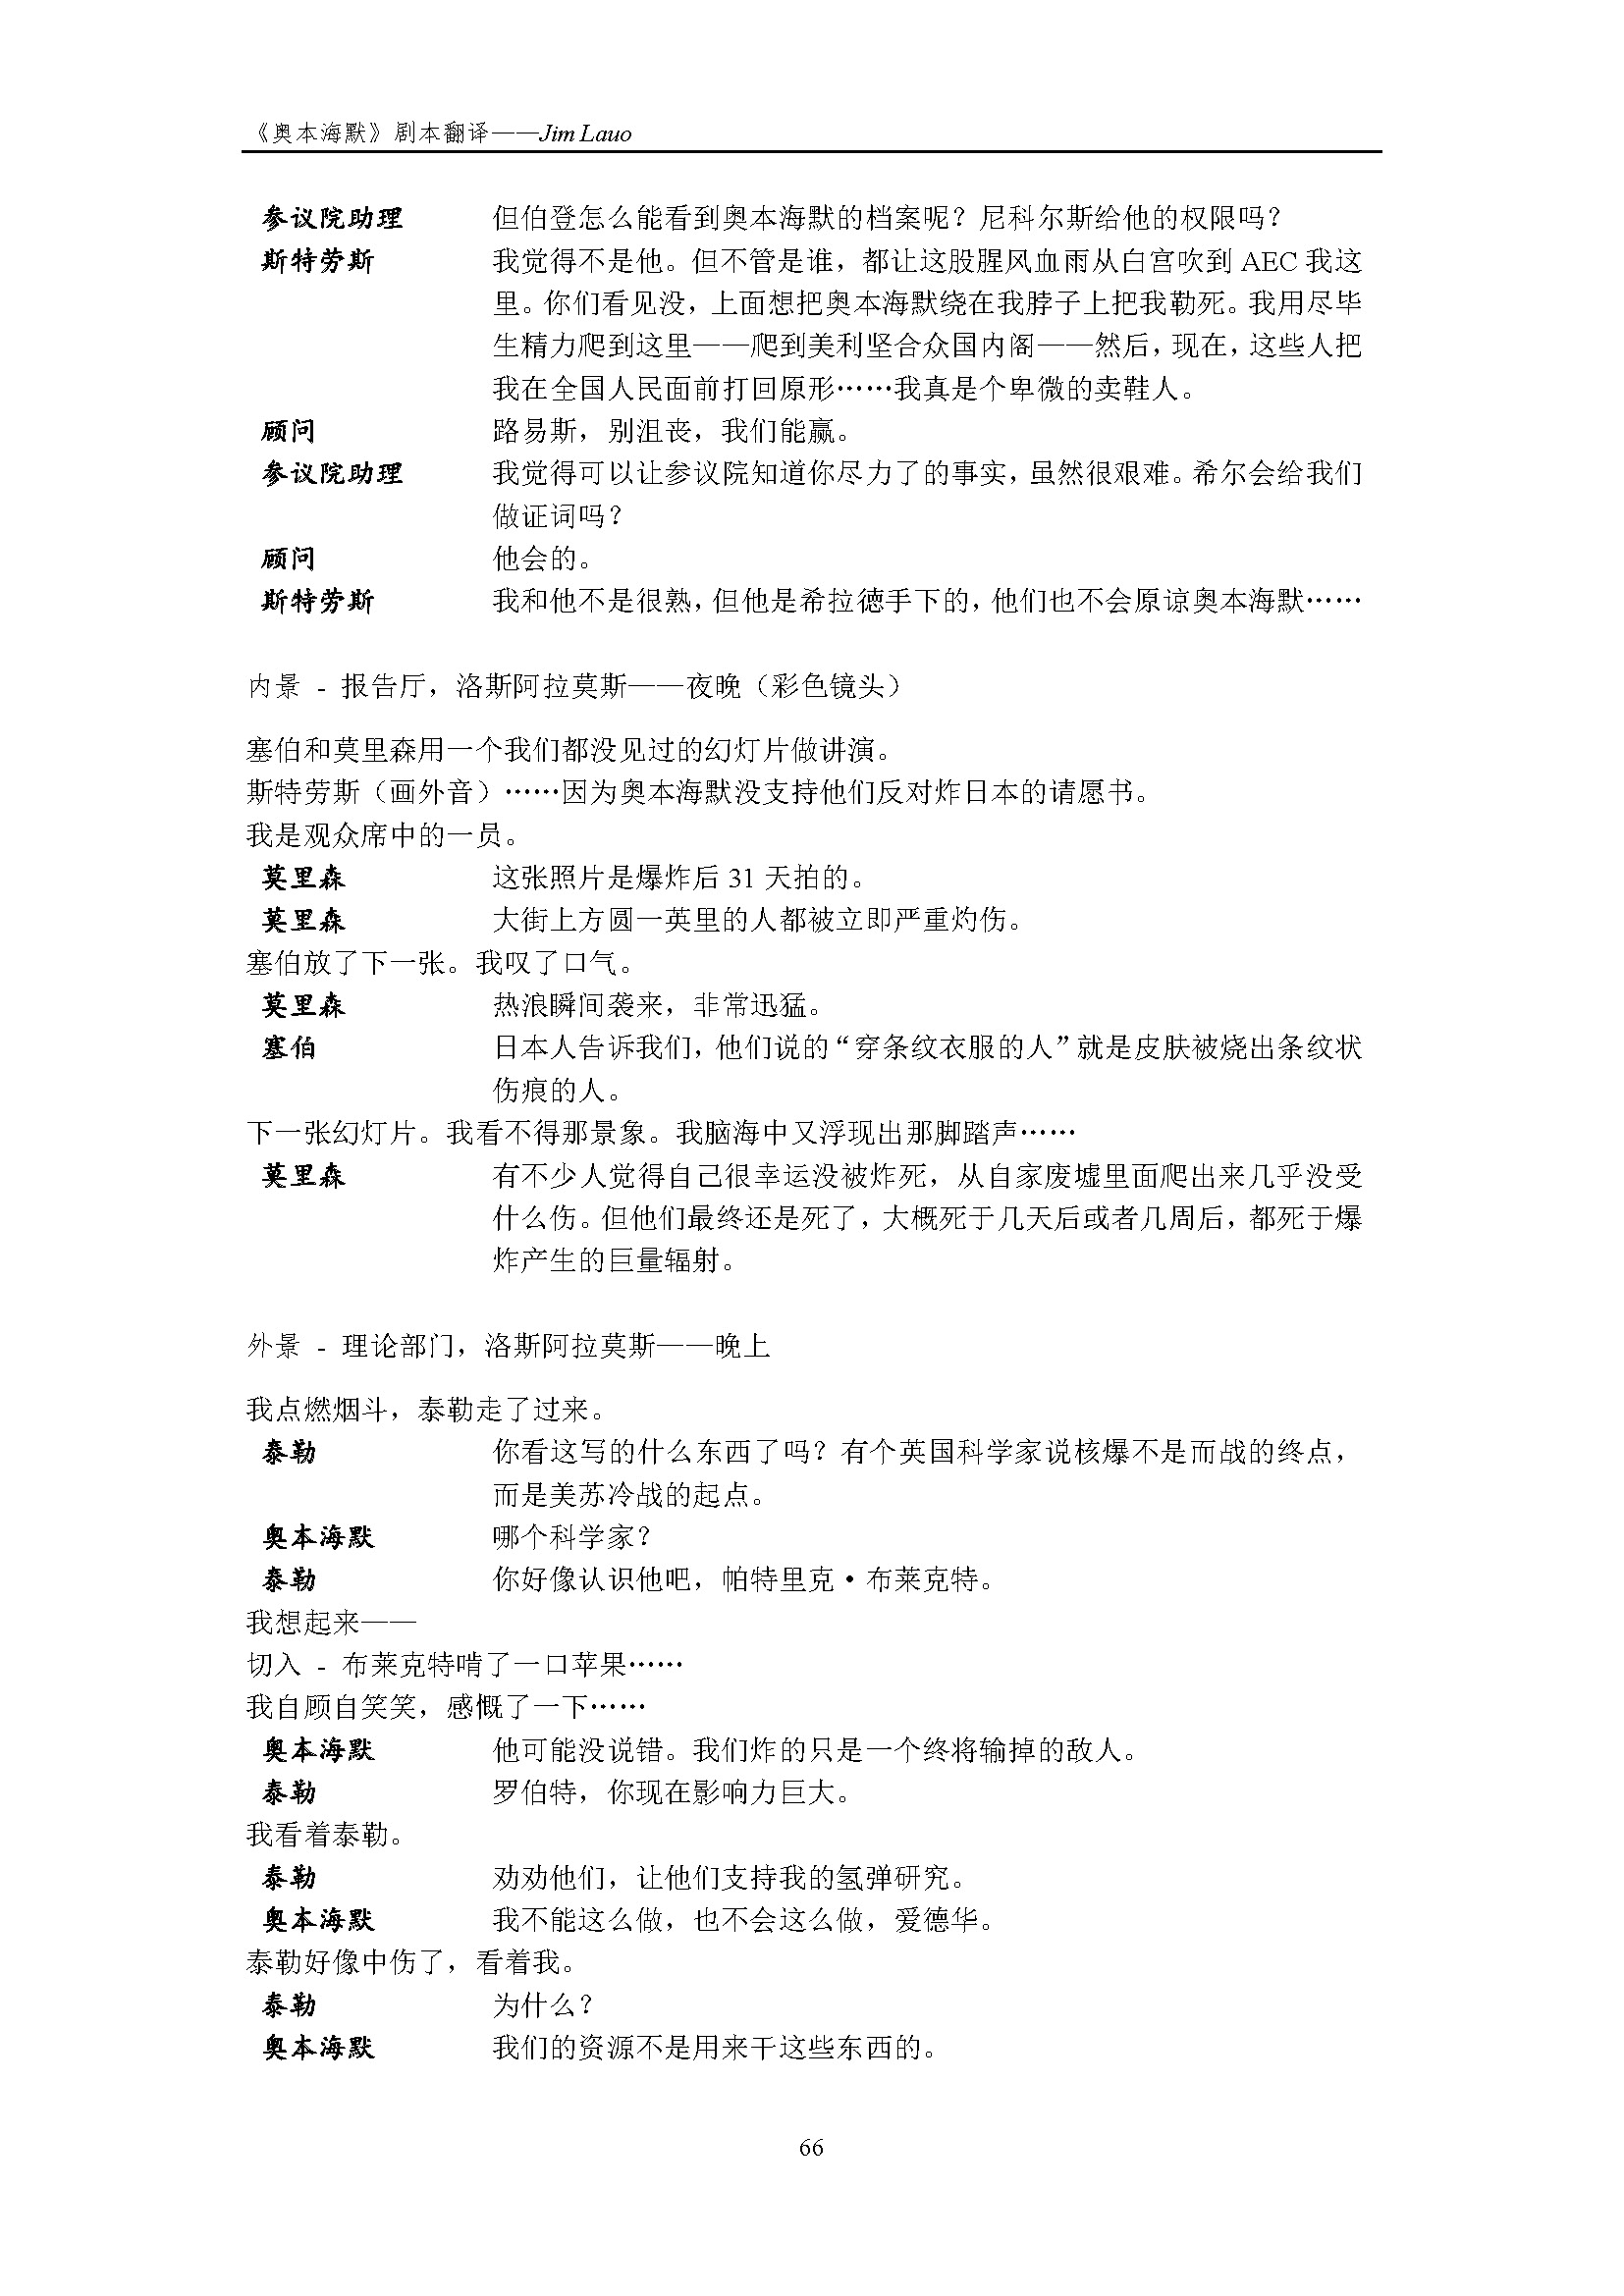 《奥本海默》剧本翻译——Jim Lauo
参议院助理 但伯登怎么能看到奥本海默的档案呢？尼科尔斯给他的权限吗？
斯特劳斯 我觉得不是他。但不管是谁，都让这股腥风血雨从白宫吹到 AEC 我这
里。你们看见没，上面想把奥本海默绕在我脖子上把我勒死。我用尽毕
生精力爬到这里——爬到美利坚合众国内阁——然后，现在，这些人把
我在全国人民面前打回原形……我真是个卑微的卖鞋人。
顾问 路易斯，别沮丧，我们能赢。
参议院助理 我觉得可以让参议院知道你尽力了的事实，虽然很艰难。希尔会给我们
做证词吗？
顾问 他会的。
斯特劳斯 我和他不是很熟，但他是希拉德手下的，他们也不会原谅奥本海默……
内景 - 报告厅，洛斯阿拉莫斯——夜晚（彩色镜头）
塞伯和莫里森用一个我们都没见过的幻灯片做讲演。
斯特劳斯（画外音）……因为奥本海默没支持他们反对炸日本的请愿书。
我是观众席中的一员。
莫里森 这张照片是爆炸后 31 天拍的。
莫里森 大街上方圆一英里的人都被立即严重灼伤。
塞伯放了下一张。我叹了口气。
莫里森 热浪瞬间袭来，非常迅猛。
塞伯 日本人告诉我们，他们说的“穿条纹衣服的人”就是皮肤被烧出条纹状
伤痕的人。
下一张幻灯片。我看不得那景象。我脑海中又浮现出那脚踏声……
莫里森 有不少人觉得自己很幸运没被炸死，从自家废墟里面爬出来几乎没受
什么伤。但他们最终还是死了，大概死于几天后或者几周后，都死于爆
炸产生的巨量辐射。
外景 - 理论部门，洛斯阿拉莫斯——晚上
我点燃烟斗，泰勒走了过来。
泰勒 你看这写的什么东西了吗？有个英国科学家说核爆不是而战的终点，
而是美苏冷战的起点。
奥本海默 哪个科学家？
泰勒 你好像认识他吧，帕特里克·布莱克特。
我想起来——
切入 - 布莱克特啃了一口苹果……
我自顾自笑笑，感慨了一下……
奥本海默 他可能没说错。我们炸的只是一个终将输掉的敌人。
泰勒 罗伯特，你现在影响力巨大。
我看着泰勒。
泰勒 劝劝他们，让他们支持我的氢弹研究。
奥本海默 我不能这么做，也不会这么做，爱德华。
泰勒好像中伤了，看着我。
泰勒 为什么？
奥本海默 我们的资源不是用来干这些东西的。
66